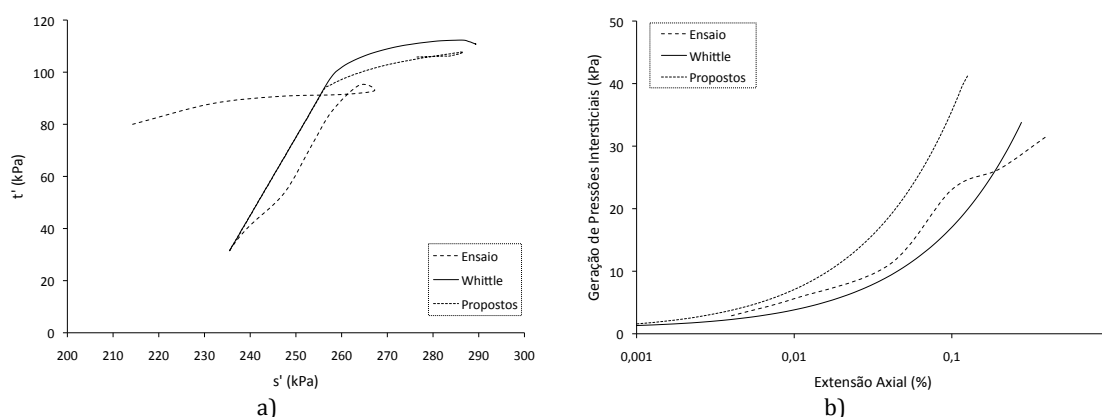 120
100
80
60
40
20
0
t' (kPa)
200 210 220 230 240 250 260 270 280 290 300
s' (kPa)
Ensaio
Whittle
Propostos
a)
50
40
30
20
10
0
Geração de Pressões Intersticiais (kPa)
Ensaio
Whittle
Propostos
0,001 0,01 0,1
Extensão Axial (%)
b)